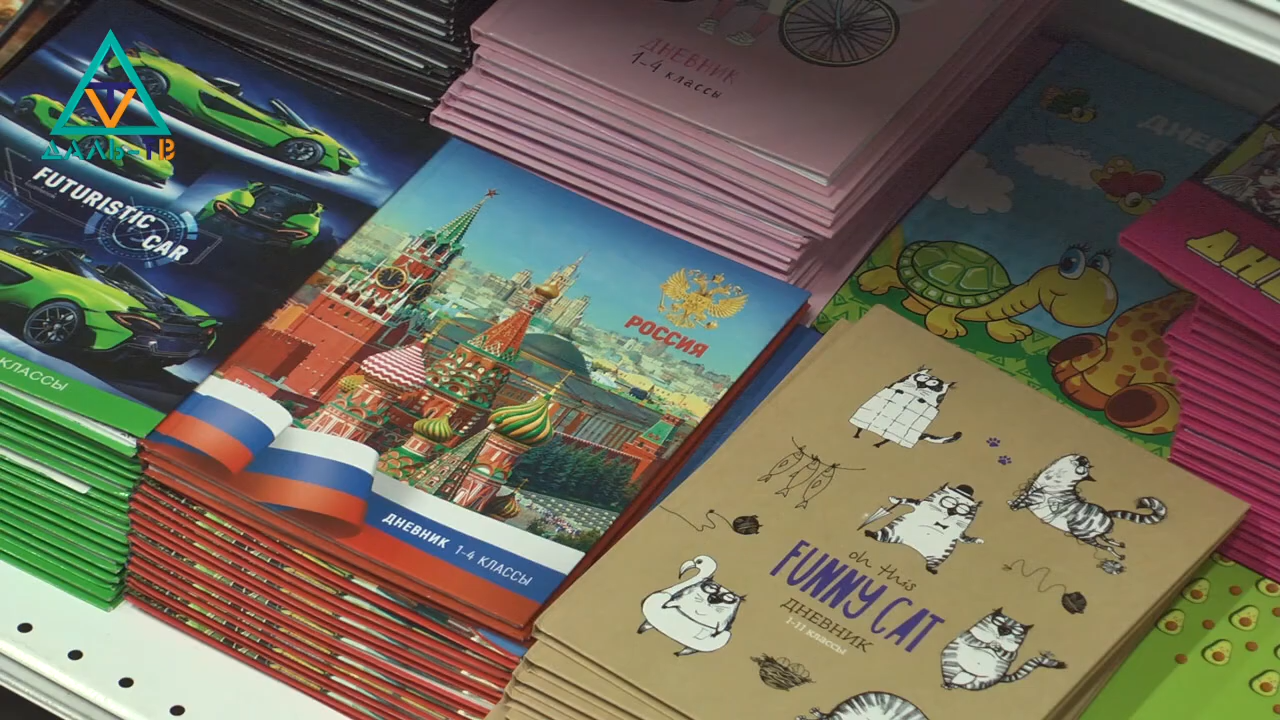 TV
ДАЛЬ-ТВ
FUTURISTIC
CAR
КЛАССЫ
ДНЕВНИК
1-4 классы
РОССИЯ
ДНЕВНИК 1-4 КЛАССЫ
oh this
FUNNY CAT
ДНЕВНИК
1-11 классы